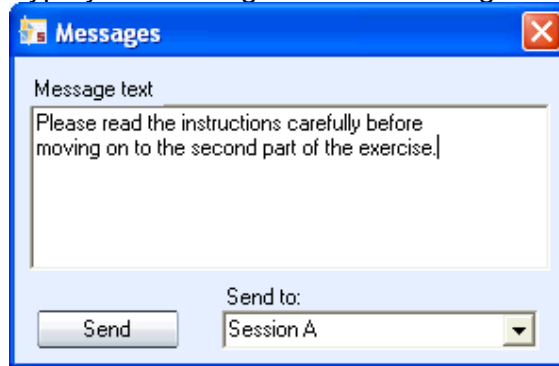 Messages
Message text
Please read the instructions carefully before
moving on to the second part of the exercise.
Send to:
Send
Session A